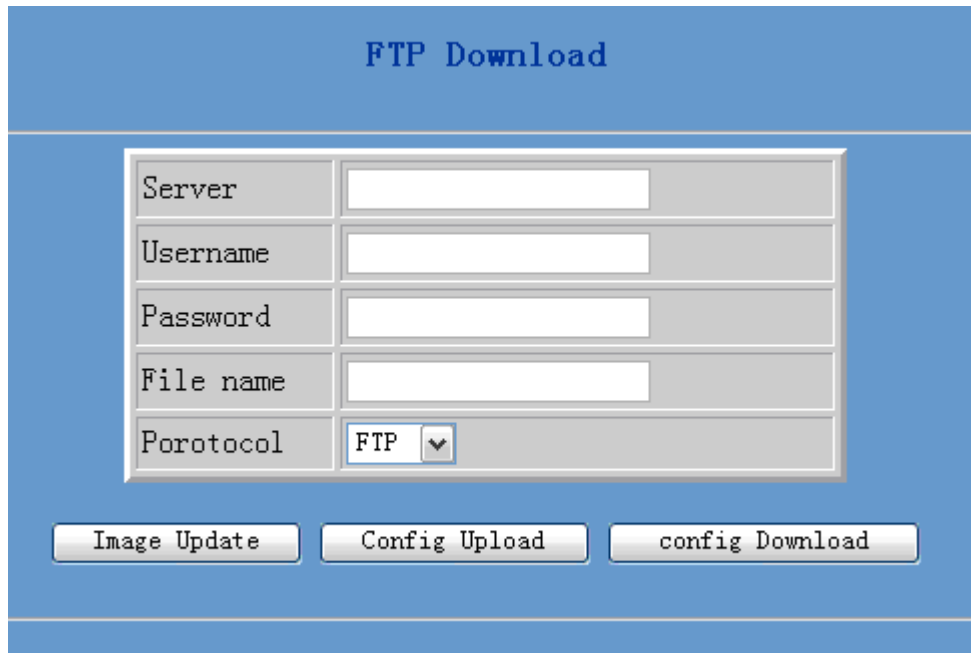 FTP Download
Server
Username
Password
File name
Porotocol FTP
Image Update Config Upload config Download